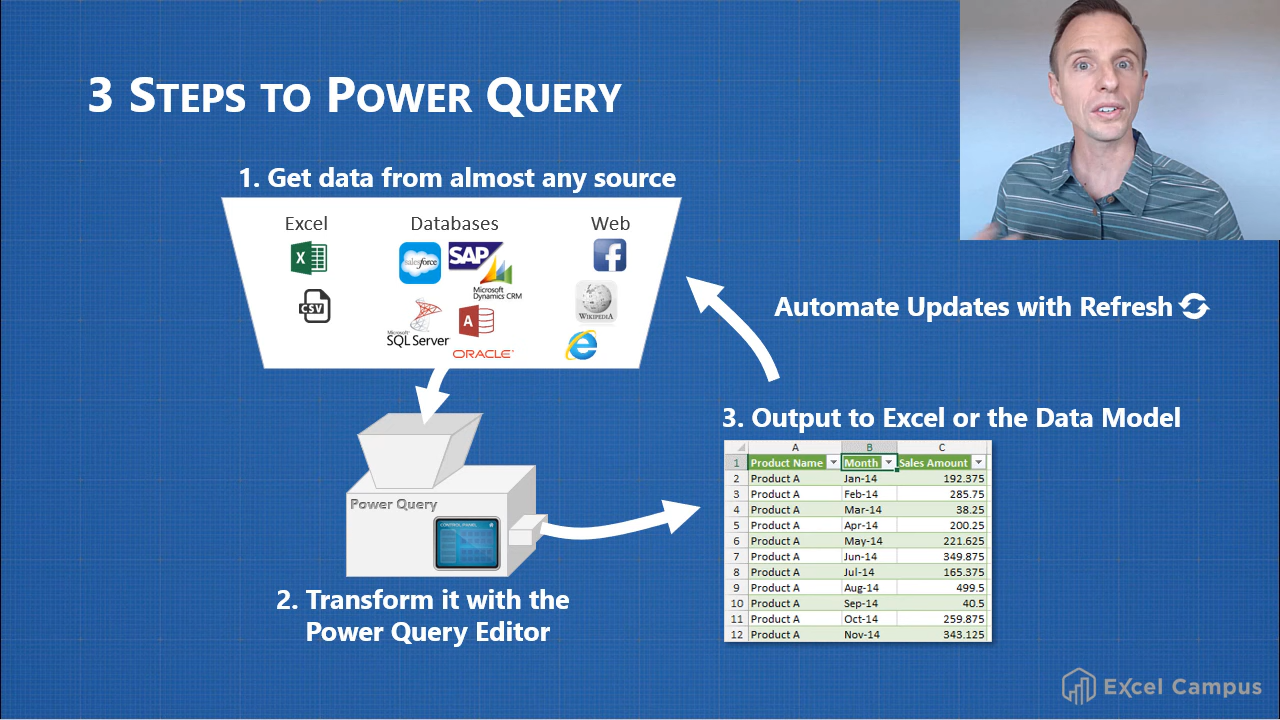 3 STEPS TO POWER QUERY
1. Get data from almost any source
Excel Databases Web
salesforce SAP f
X
Microsoft
Dynamics CRM
CSV
WIKIPEDIA
A
Microsoft
SQL Server
ORACLE
e
Automate Updates with Refresh
3. Output to Excel or the Data Model
Power Query
CONTROL PANEL
2. Transform it with the
Power Query Editor
A B C
1 Product Name Month Sales Amount
2 Product A Jan-14 192.375
3 Product A Feb-14 285.75
4 Product A Mar-14 38.25
5 Product A Apr-14 200.25
6 Product A May-14 221.625
7 Product A Jun-14 349.875
8 Product A Jul-14 165.375
9 Product A Aug-14 499.5
10 Product A Sep-14 40.5
11 Product A Oct-14 259.875
12 Product A Nov-14 343.125
Excel Campus